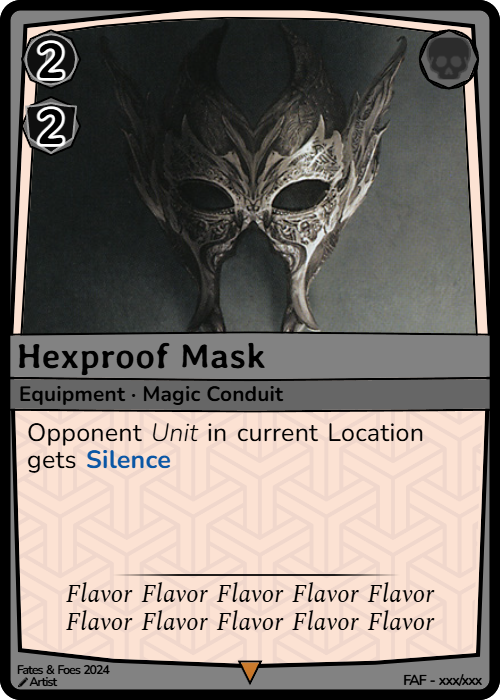 2
2
Hexproof Mask
Equipment · Magic Conduit
Opponent Unit in current Location
gets Silence
Flavor Flavor Flavor Flavor Flavor
Flavor Flavor Flavor Flavor Flavor
Fates & Foes 2024
Artist
FAF - xxx/xxx